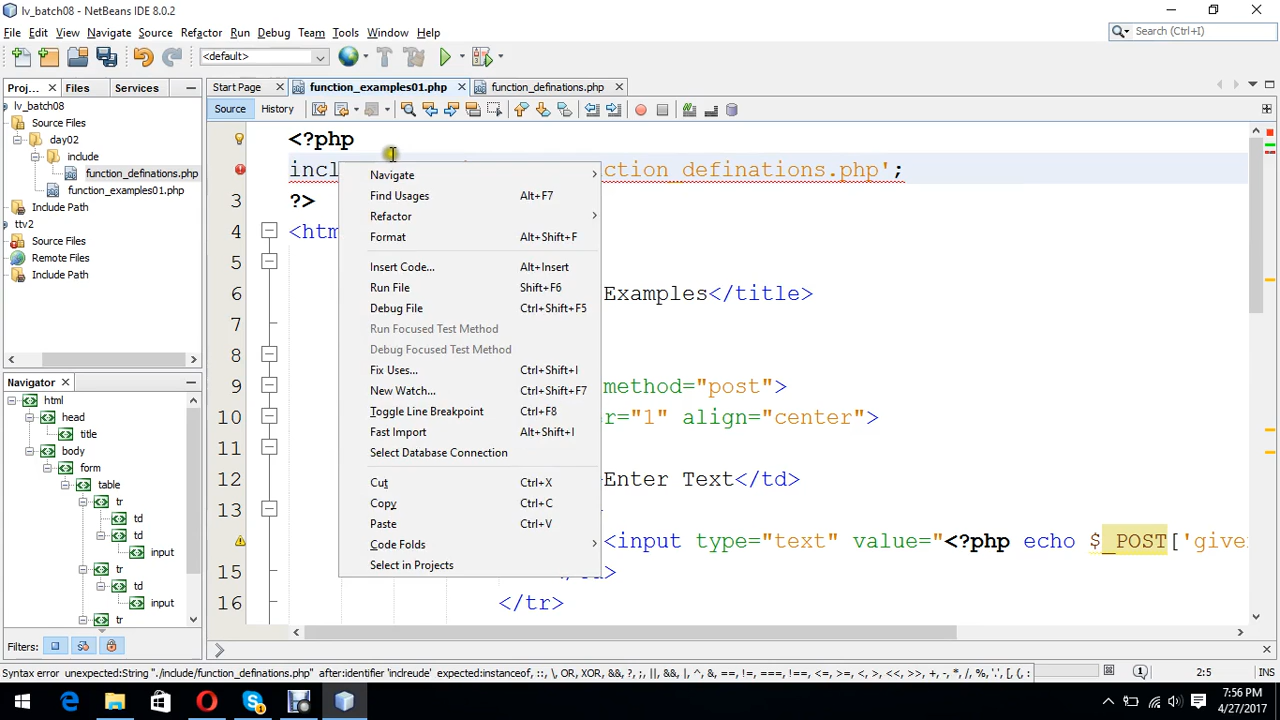 lv_batch08 - NetBeans IDE 8.0.2
File Edit View Navigate Source Refactor Run Debug Team Tools Window Help
Search (Ctrl+I)
<default>
Proj... Files Services
Start Page function_examples01.php function_definations.php
Source History
lv_batch08
Source Files
day02
include
function_definations.php
function_examples01.php
Include Path
ttv2
Source Files
Remote Files
Include Path
Navigator
html
head
title
body
form
table
tr
td
td
input
tr
td
td
input
tr
Filters:
<?php
incl
ction_definations.php';
3 ?>
4 <htm
5
6 Examples</title>
7
8
9 method="post">
10 r="1" align="center">
11
12 >Enter Text</td>
13
<input type="text" value="<?php echo $_POST['give
15
16 </tr>
Navigate
Find Usages Alt+F7
Refactor
Format Alt+Shift+F
Insert Code... Alt+Insert
Run File Shift+F6
Debug File Ctrl+Shift+F5
Run Focused Test Method
Debug Focused Test Method
Fix Uses... Ctrl+Shift+I
New Watch... Ctrl+Shift+F7
Toggle Line Breakpoint Ctrl+F8
Fast Import Alt+Shift+I
Select Database Connection
Cut Ctrl+X
Copy Ctrl+C
Paste Ctrl+V
Code Folds
Select in Projects
Syntax error unexpected:String "./include/function_definations.php" after:identifier 'inclreude' expected:instanceof, ::, \, OR, XOR, &&, ?, ;, ||, &&, |, ^, &, ==, !=, ===, !==, <=, >=, <, >, <<, >>, +, -, *, /, %, '.', [, (, {
2:5
INS
7:56 PM
4/27/2017